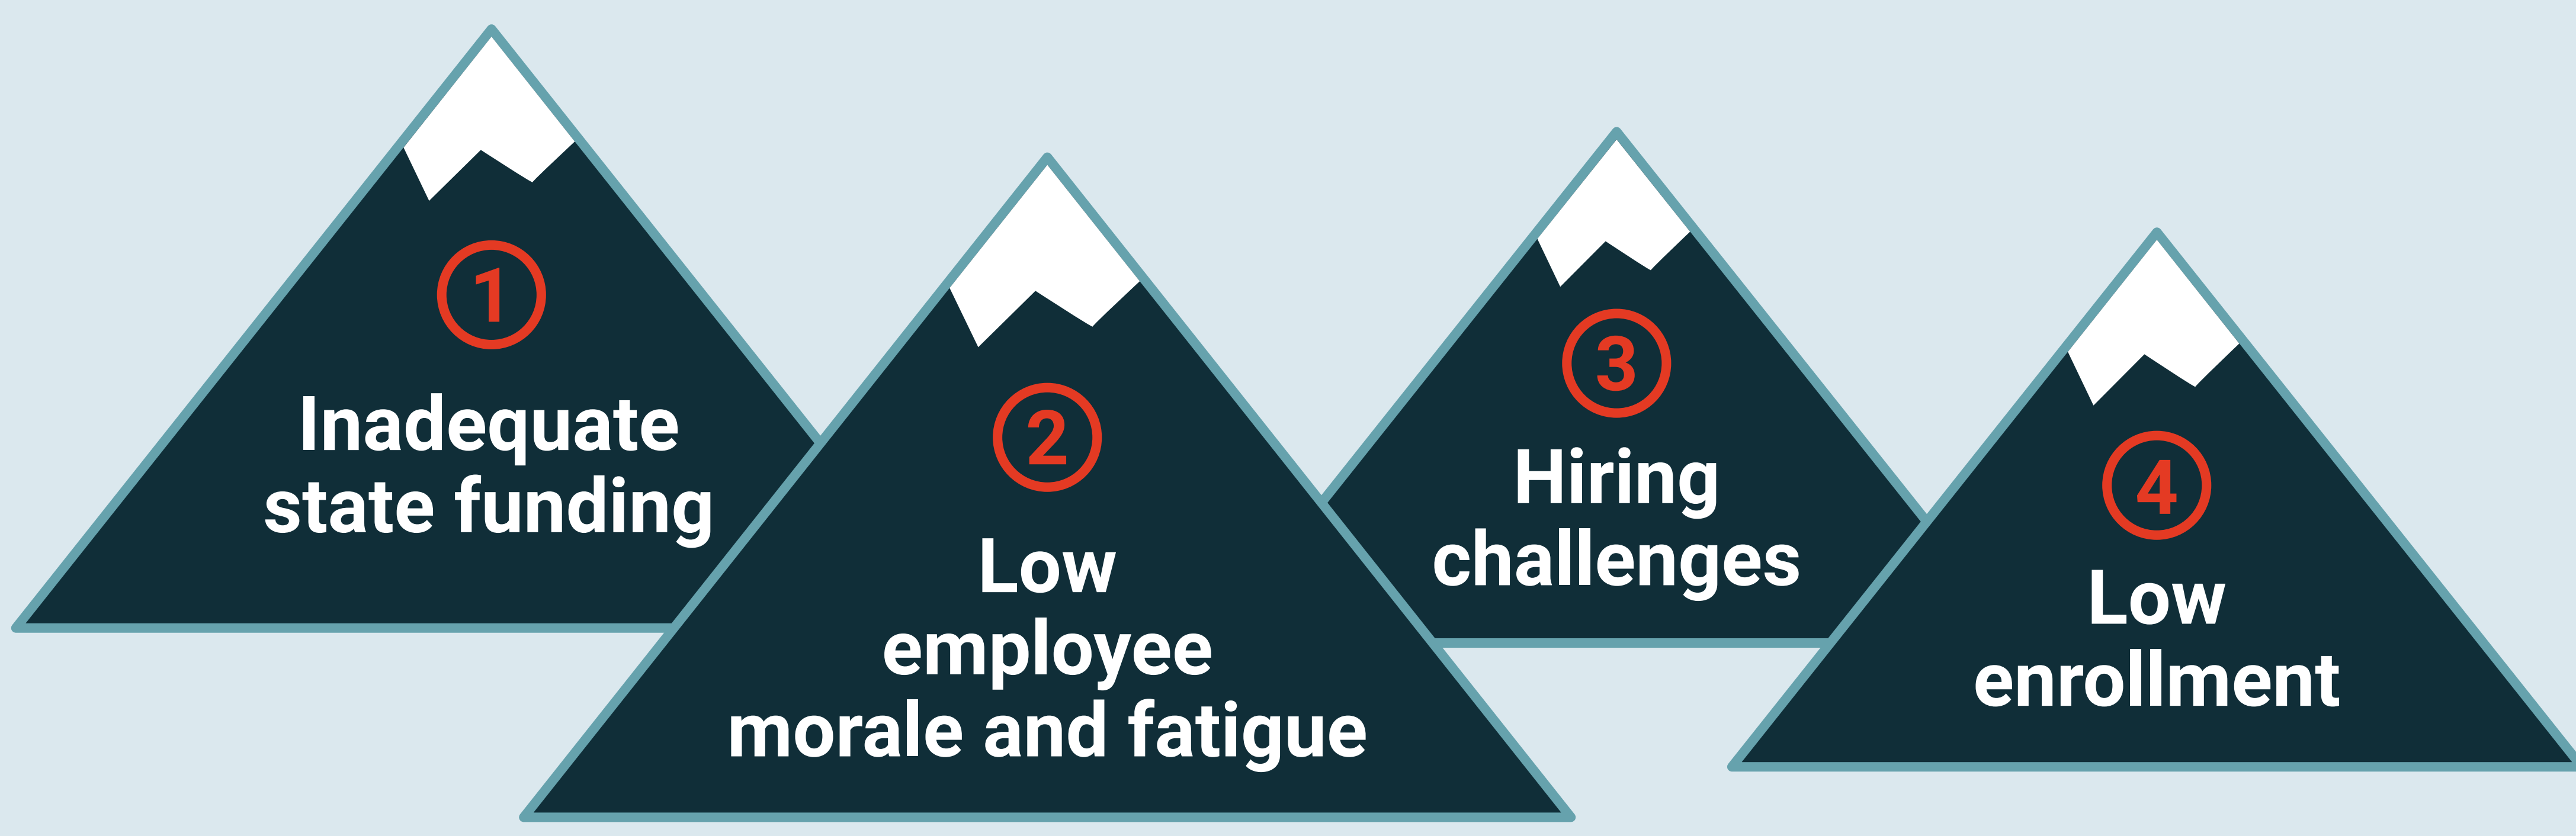 1
Inadequate
state funding
2
Low
employee
morale and fatigue
3
Hiring
challenges
4
Low
enrollment